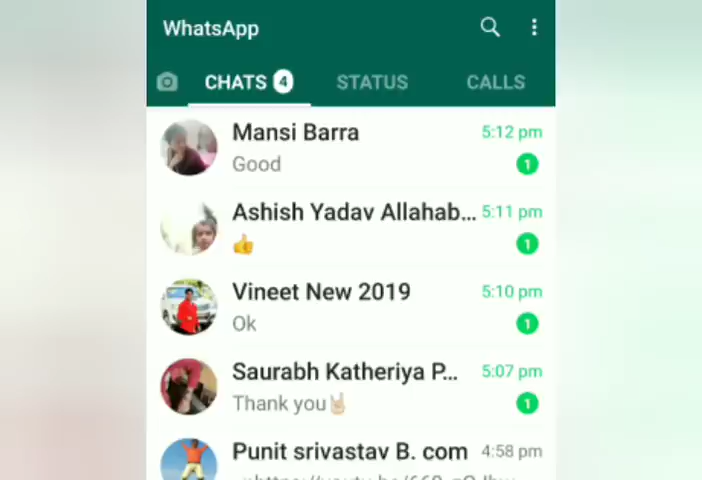 WhatsApp
CHATS 4 STATUS CALLS
Mansi Barra 5:12 pm
Good 1
Ashish Yadav Allahab... 5:11 pm
👍 1
Vineet New 2019 5:10 pm
Ok 1
Saurabh Katheriya P... 5:07 pm
Thank you🤘🏻 1
Punit srivastav B. com 4:58 pm